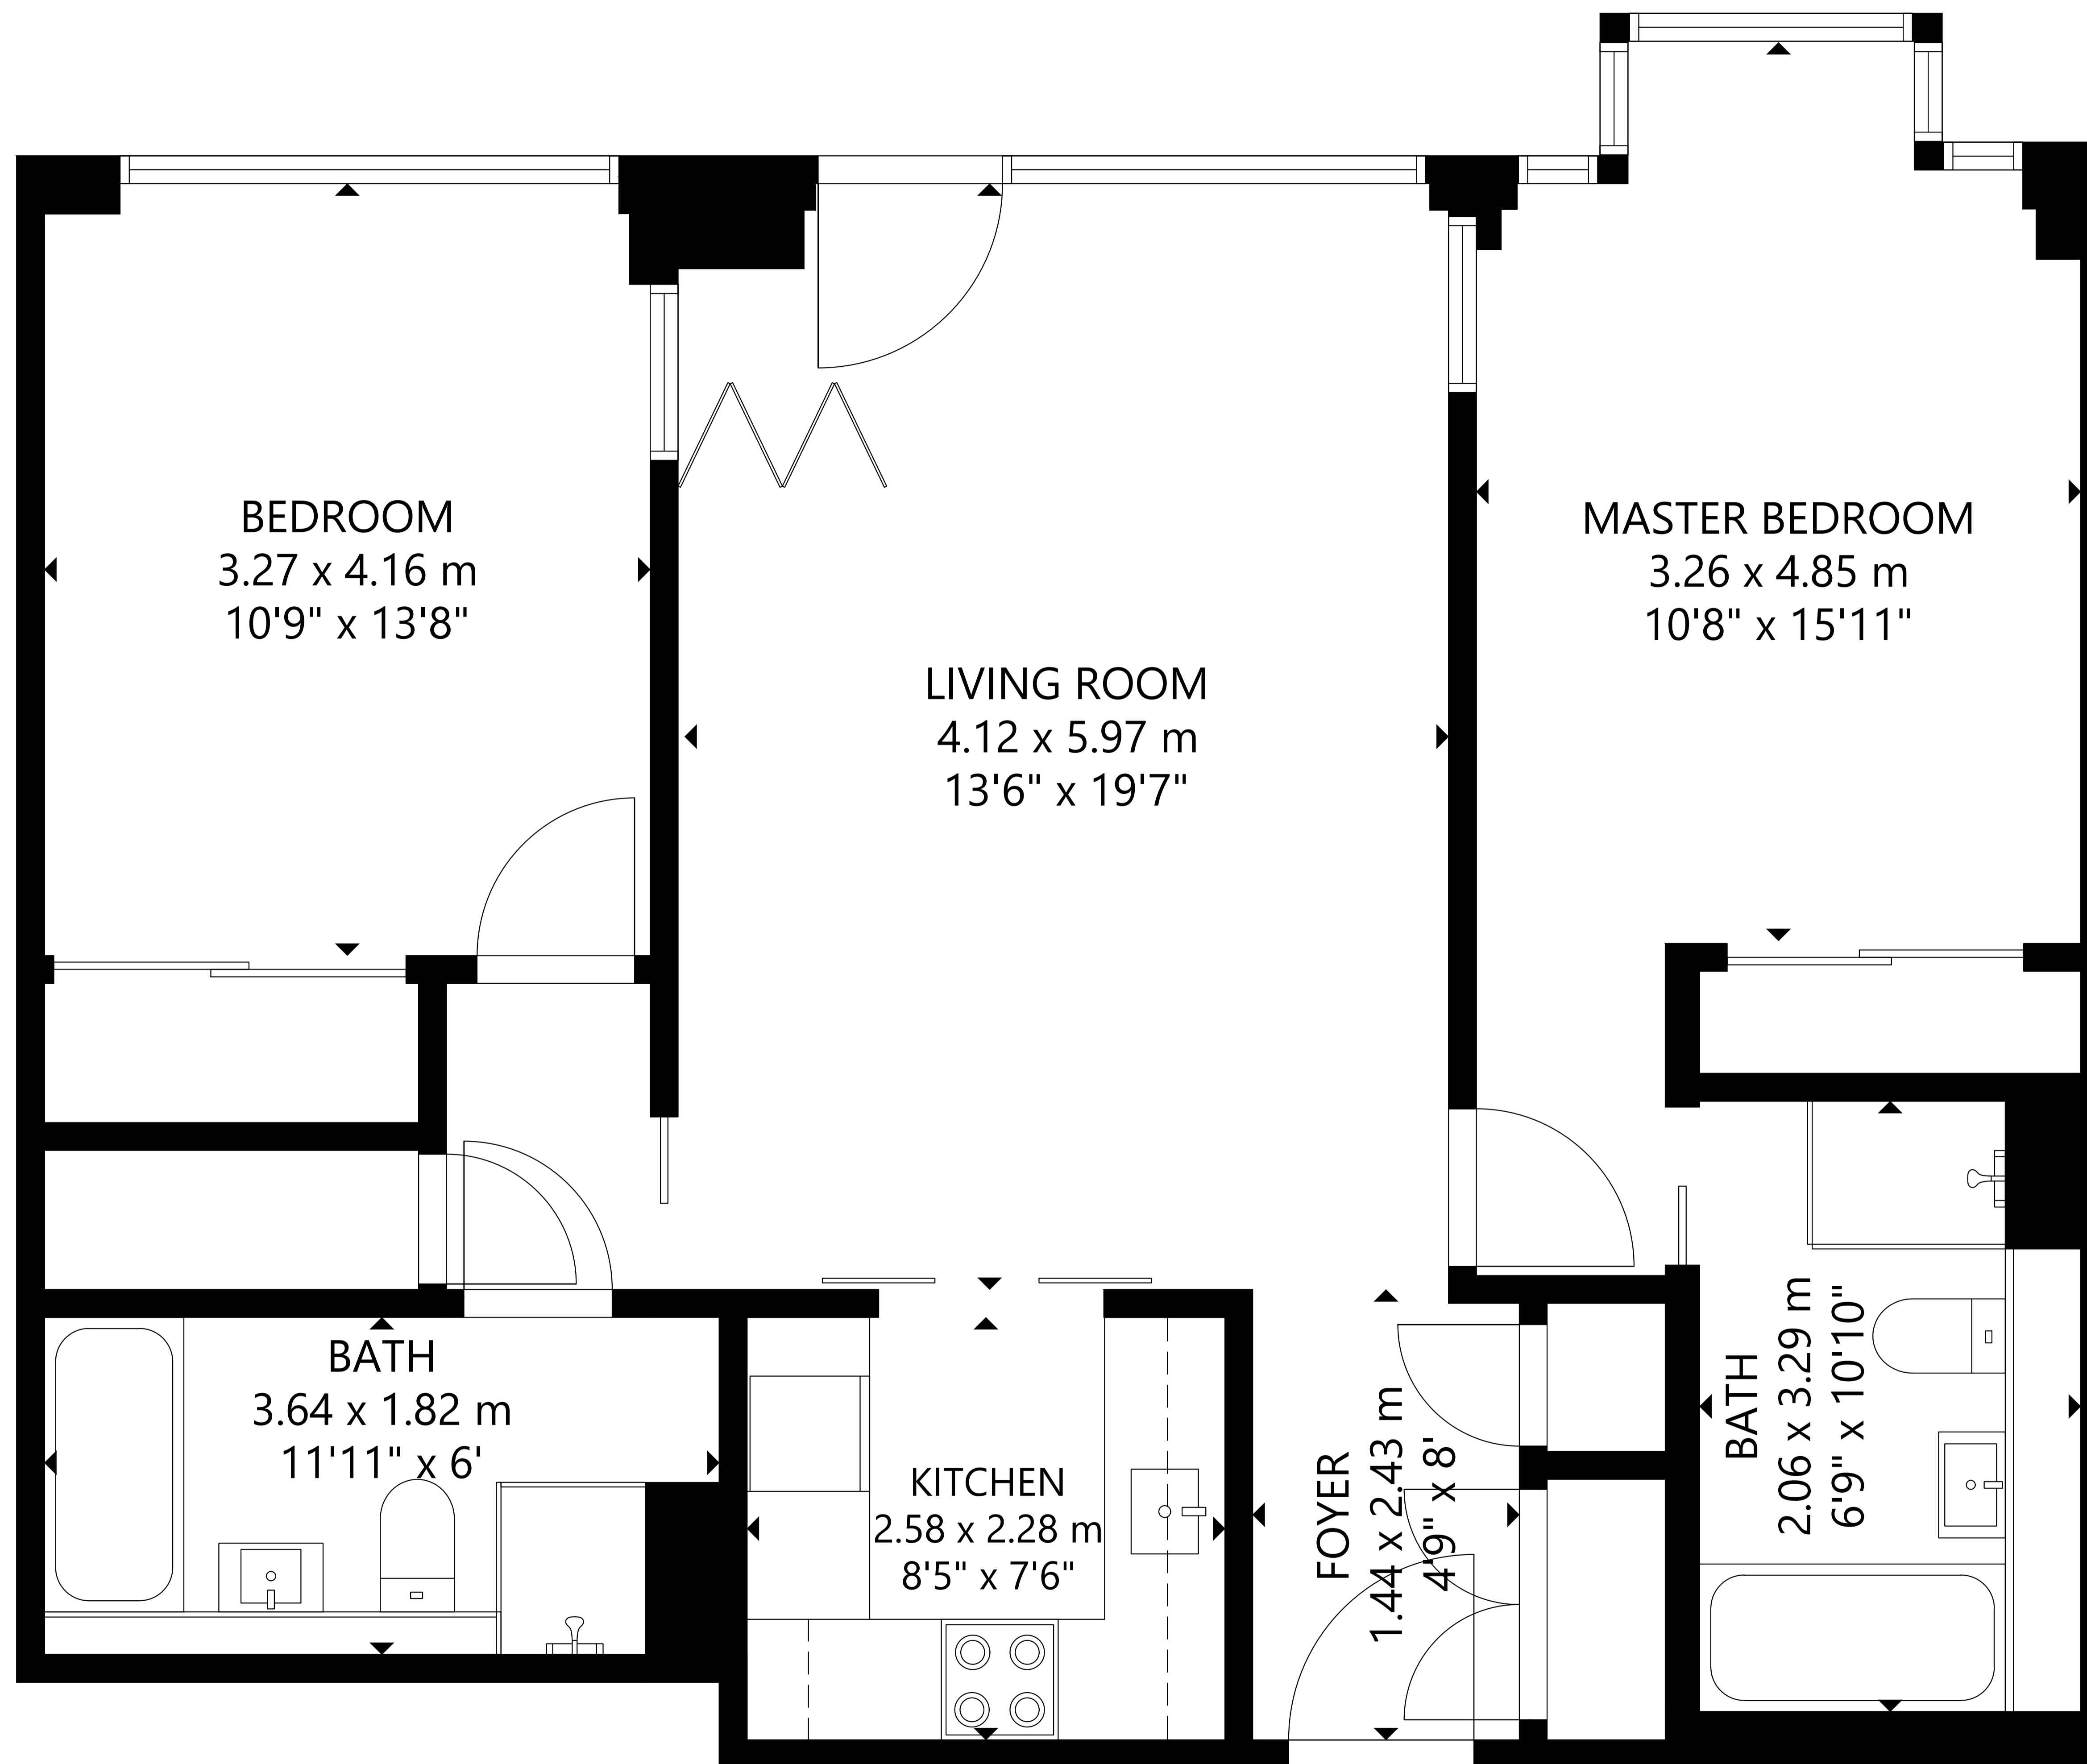 BEDROOM
3.27 x 4.16 m
10'9" x 13'8"
MASTER BEDROOM
3.26 x 4.85 m
10'8" x 15'11"
LIVING ROOM
4.12 x 5.97 m
13'6" x 19'7"
BATH
3.64 x 1.82 m
11'11" x 6'
KITCHEN
2.58 x 2.28 m
8'5" x 7'6"
FOYER
1.44 x 2.43 m
4'9" x 8'
BATH
2.06 x 3.29 m
6'9" x 10'10"